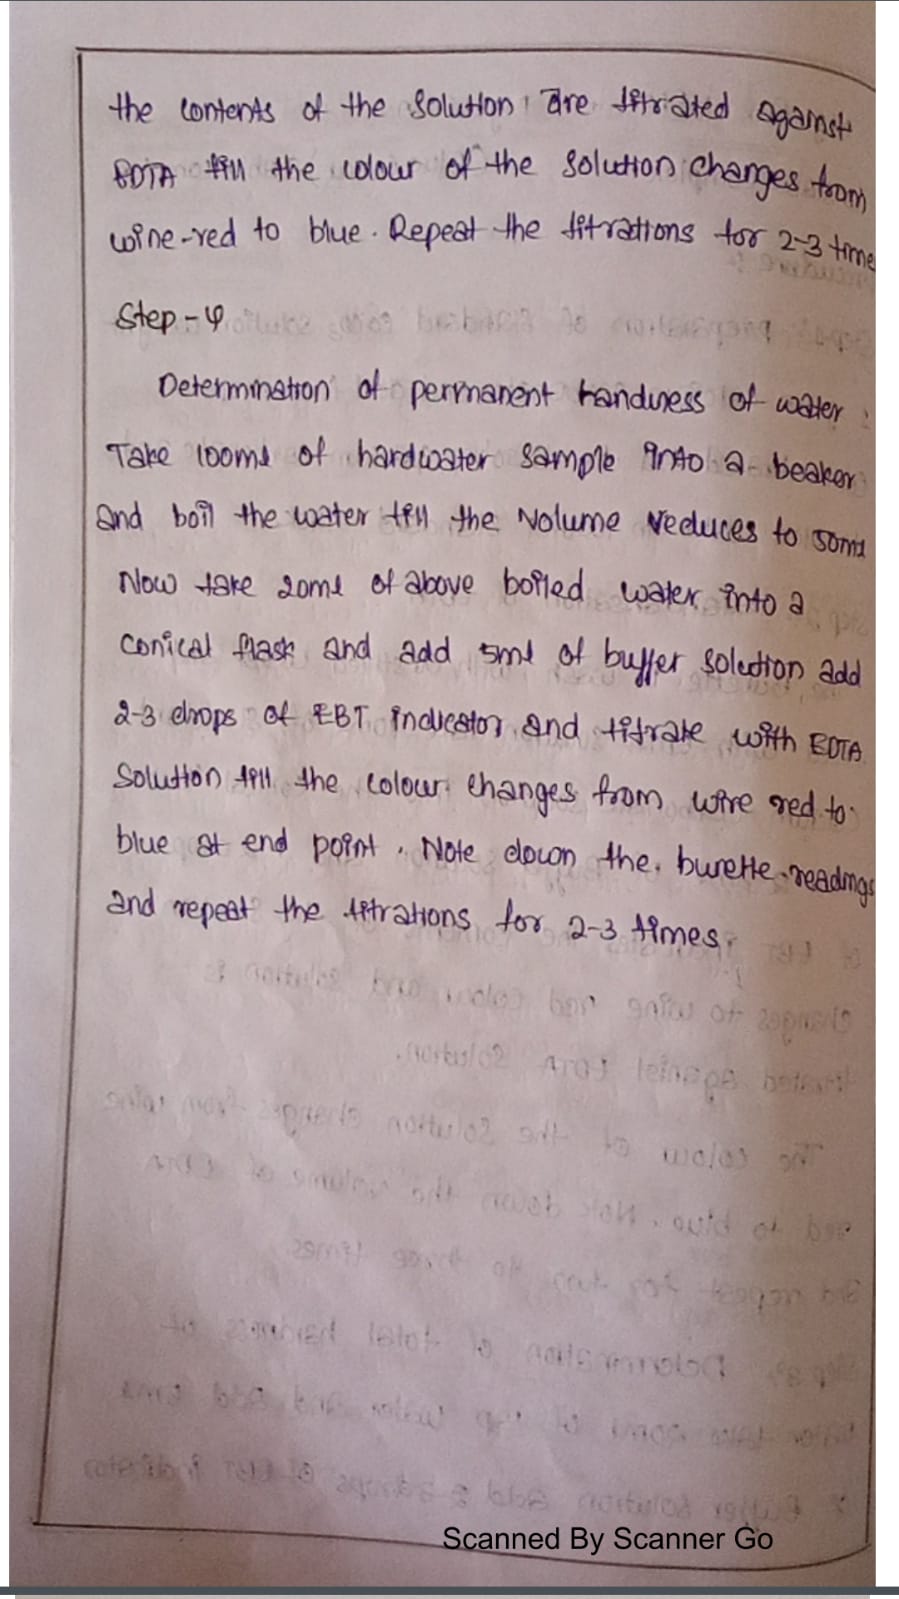 the contents of the solution are titrated against
EDTA till the colour of the solution changes from
wine-red to blue. Repeat the titrations for 2-3 time
Step-4
Determination of permanent hardness of water
Take 100ml of hardwater sample into a beaker
and boil the water till the volume reduces to 50ml
Now take 20ml of above boiled water into a
conical flask and add 5ml of buffer solution add
2-3 drops of EBT indicator and titrate with EDTA
Solution till the colour changes from wire red to
blue at end point. Note down the burette-readings
and repeat the titrations for 2-3 times.
Scanned By Scanner Go